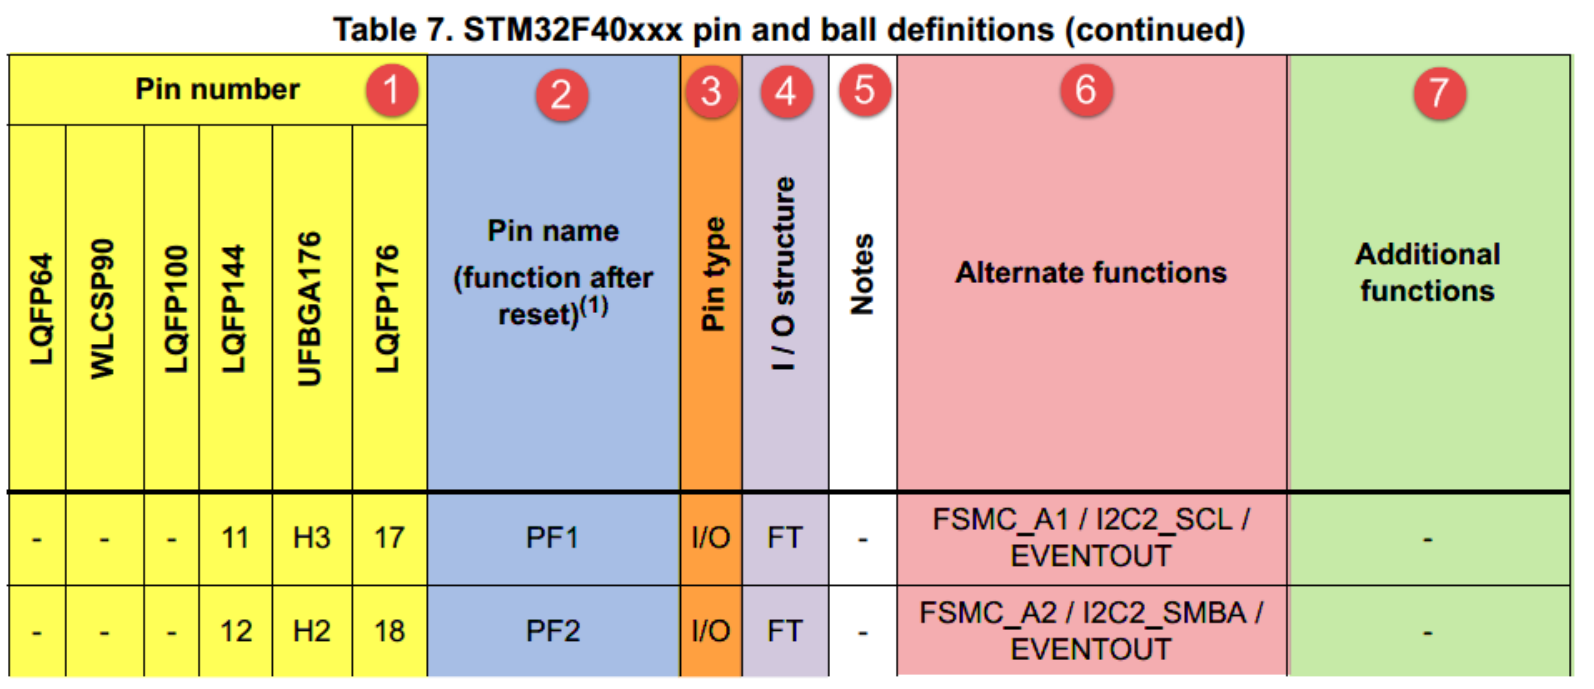 Table 7. STM32F40xxx pin and ball definitions (continued)
Pin number
1
2
3
4
5
6
7
LQFP64
WLCSP90
LQFP100
LQFP144
UFBGA176
LQFP176
Pin name
(function after
reset)(1)
Pin type
I / O structure
Notes
Alternate functions
Additional
functions
- - - 11 H3 17 PF1 I/O FT - FSMC_A1 / I2C2_SCL /
EVENTOUT
-
- - - 12 H2 18 PF2 I/O FT - FSMC_A2 / I2C2_SMBA /
EVENTOUT
-